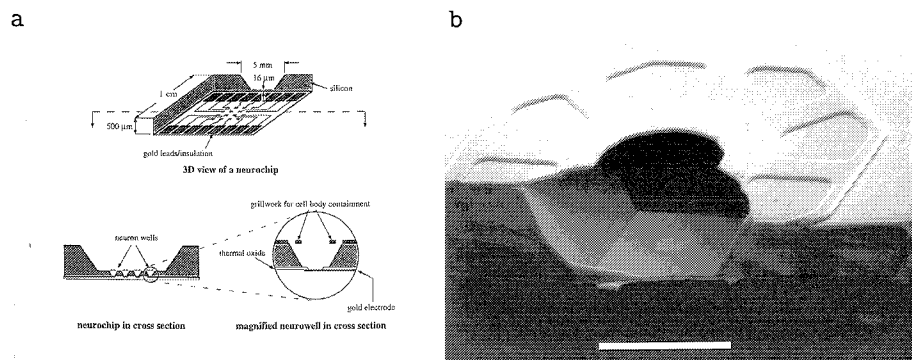 a
b
5 mm
16 μm
1 cm
silicon
500 μm
gold leads/insulation
3D view of a neurochip
grillwork for cell body containment
neuron wells
thermal oxide
gold electrode
neurochip in cross section
magnified neurowell in cross section